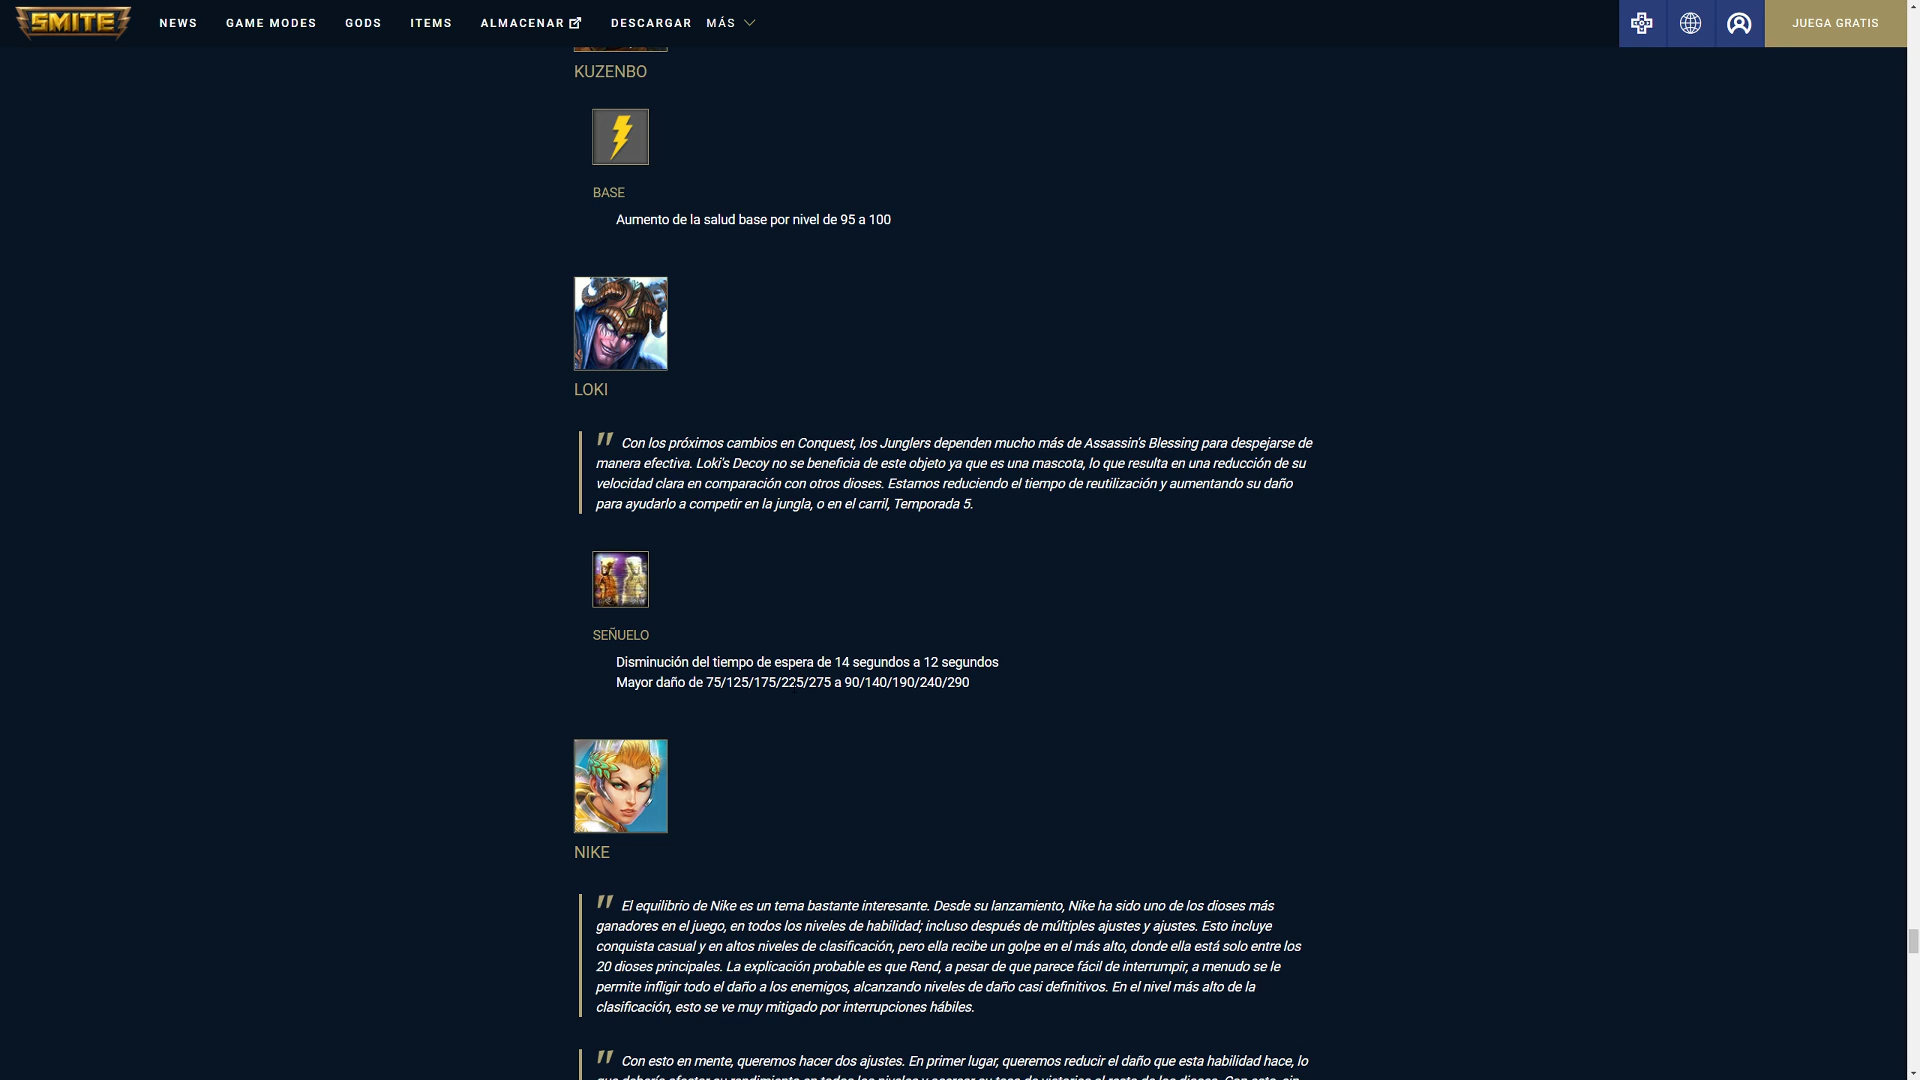 SMITE
NEWS GAME MODES GODS ITEMS ALMACENAR DESCARGAR MÁS JUEGA GRATIS
KUZENBO
BASE
Aumento de la salud base por nivel de 95 a 100
LOKI
" Con los próximos cambios en Conquest, los Junglers dependen mucho más de Assassin's Blessing para despejarse de
manera efectiva. Loki's Decoy no se beneficia de este objeto ya que es una mascota, lo que resulta en una reducción de su
velocidad clara en comparación con otros dioses. Estamos reduciendo el tiempo de reutilización y aumentando su daño
para ayudarlo a competir en la jungla, o en el carril, Temporada 5.
SEÑUELO
Disminución del tiempo de espera de 14 segundos a 12 segundos
Mayor daño de 75/125/175/225/275 a 90/140/190/240/290
NIKE
" El equilibrio de Nike es un tema bastante interesante. Desde su lanzamiento, Nike ha sido uno de los dioses más
ganadores en el juego, en todos los niveles de habilidad; incluso después de múltiples ajustes y ajustes. Esto incluye
conquista casual y en altos niveles de clasificación, pero ella recibe un golpe en el más alto, donde ella está solo entre los
20 dioses principales. La explicación probable es que Rend, a pesar de que parece fácil de interrumpir, a menudo se le
permite infligir todo el daño a los enemigos, alcanzando niveles de daño casi definitivos. En el nivel más alto de la
clasificación, esto se ve muy mitigado por interrupciones hábiles.
" Con esto en mente, queremos hacer dos ajustes. En primer lugar, queremos reducir el daño que esta habilidad hace, lo